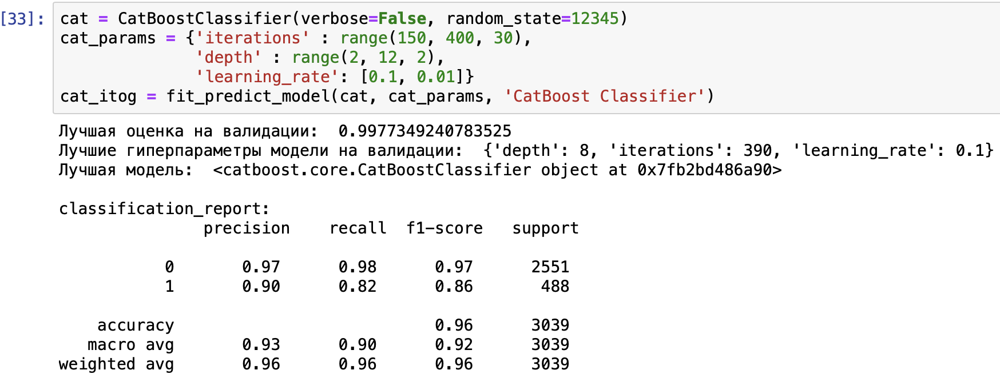 [33]: cat = CatBoostClassifier(verbose=False, random_state=12345)
cat_params = {'iterations' : range(150, 400, 30),
'depth' : range(2, 12, 2),
'learning_rate': [0.1, 0.01]}
cat_itog = fit_predict_model(cat, cat_params, 'CatBoost Classifier')
Лучшая оценка на валидации:  0.9977349240783525
Лучшие гиперпараметры модели на валидации:  {'depth': 8, 'iterations': 390, 'learning_rate': 0.1}
Лучшая модель:  <catboost.core.CatBoostClassifier object at 0x7fb2bd486a90>
classification_report:
precision    recall  f1-score   support
0       0.97      0.98      0.97      2551
1       0.90      0.82      0.86       488
accuracy                           0.96      3039
macro avg       0.93      0.90      0.92      3039
weighted avg       0.96      0.96      0.96      3039